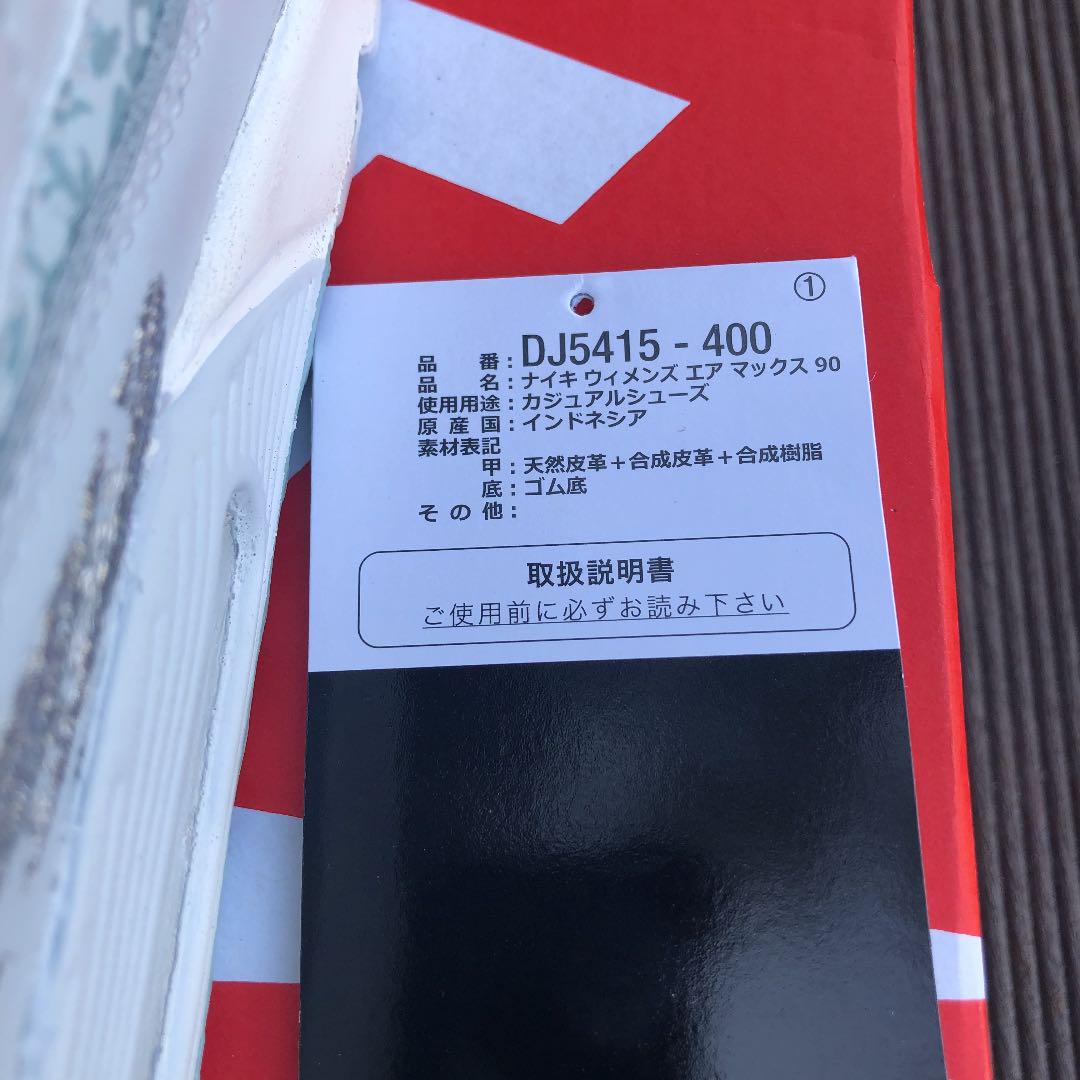 ①
品番:DJ5415 - 400
品名:ナイキ ウィメンズ エア マックス 90
使用用途:カジュアルシューズ
原産国:インドネシア
素材表記
甲:天然皮革+合成皮革+合成樹脂
底:ゴム底
その他:
取扱説明書
ご使用前に必ずお読み下さい